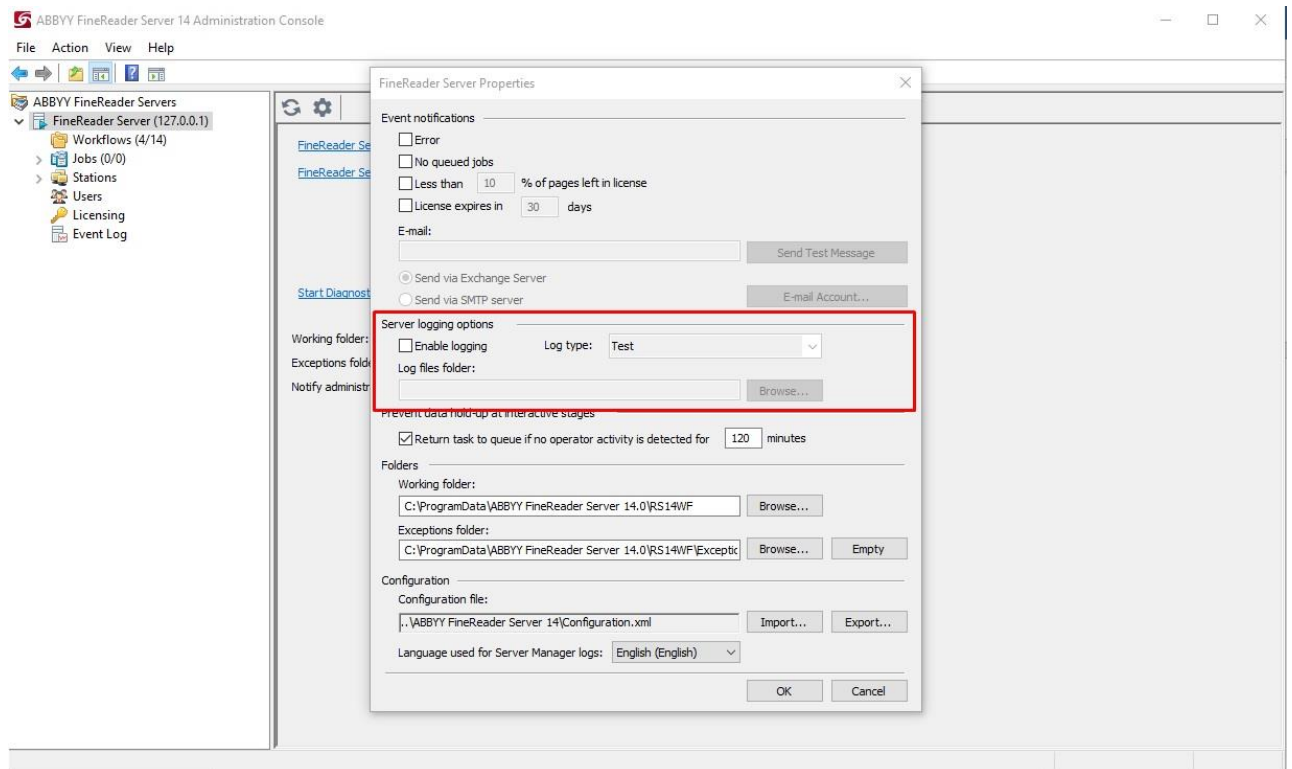 ABBYY FineReader Server 14 Administration Console
File Action View Help
ABBYY FineReader Servers
FineReader Server (127.0.0.1)
Workflows (4/14)
Jobs (0/0)
Stations
Users
Licensing
Event Log
FineReader Se
FineReader Se
Start Diagnost
Working folder:
Exceptions folde
Notify administr
FineReader Server Properties
Event notifications
Error
No queued jobs
Less than 10 % of pages left in license
License expires in 30 days
E-mail:
Send Test Message
Send via Exchange Server
Send via SMTP server
E-mail Account...
Server logging options
Enable logging Log type: Test
Log files folder:
Browse...
Prevent data hold-up at interactive stages
Return task to queue if no operator activity is detected for 120 minutes
Folders
Working folder:
C:\ProgramData\ABBYY FineReader Server 14.0\RS14WF Browse...
Exceptions folder:
C:\ProgramData\ABBYY FineReader Server 14.0\RS14WF\Exceptic Browse... Empty
Configuration
Configuration file:
..\ABBYY FineReader Server 14\Configuration.xml Import... Export...
Language used for Server Manager logs: English (English)
OK Cancel